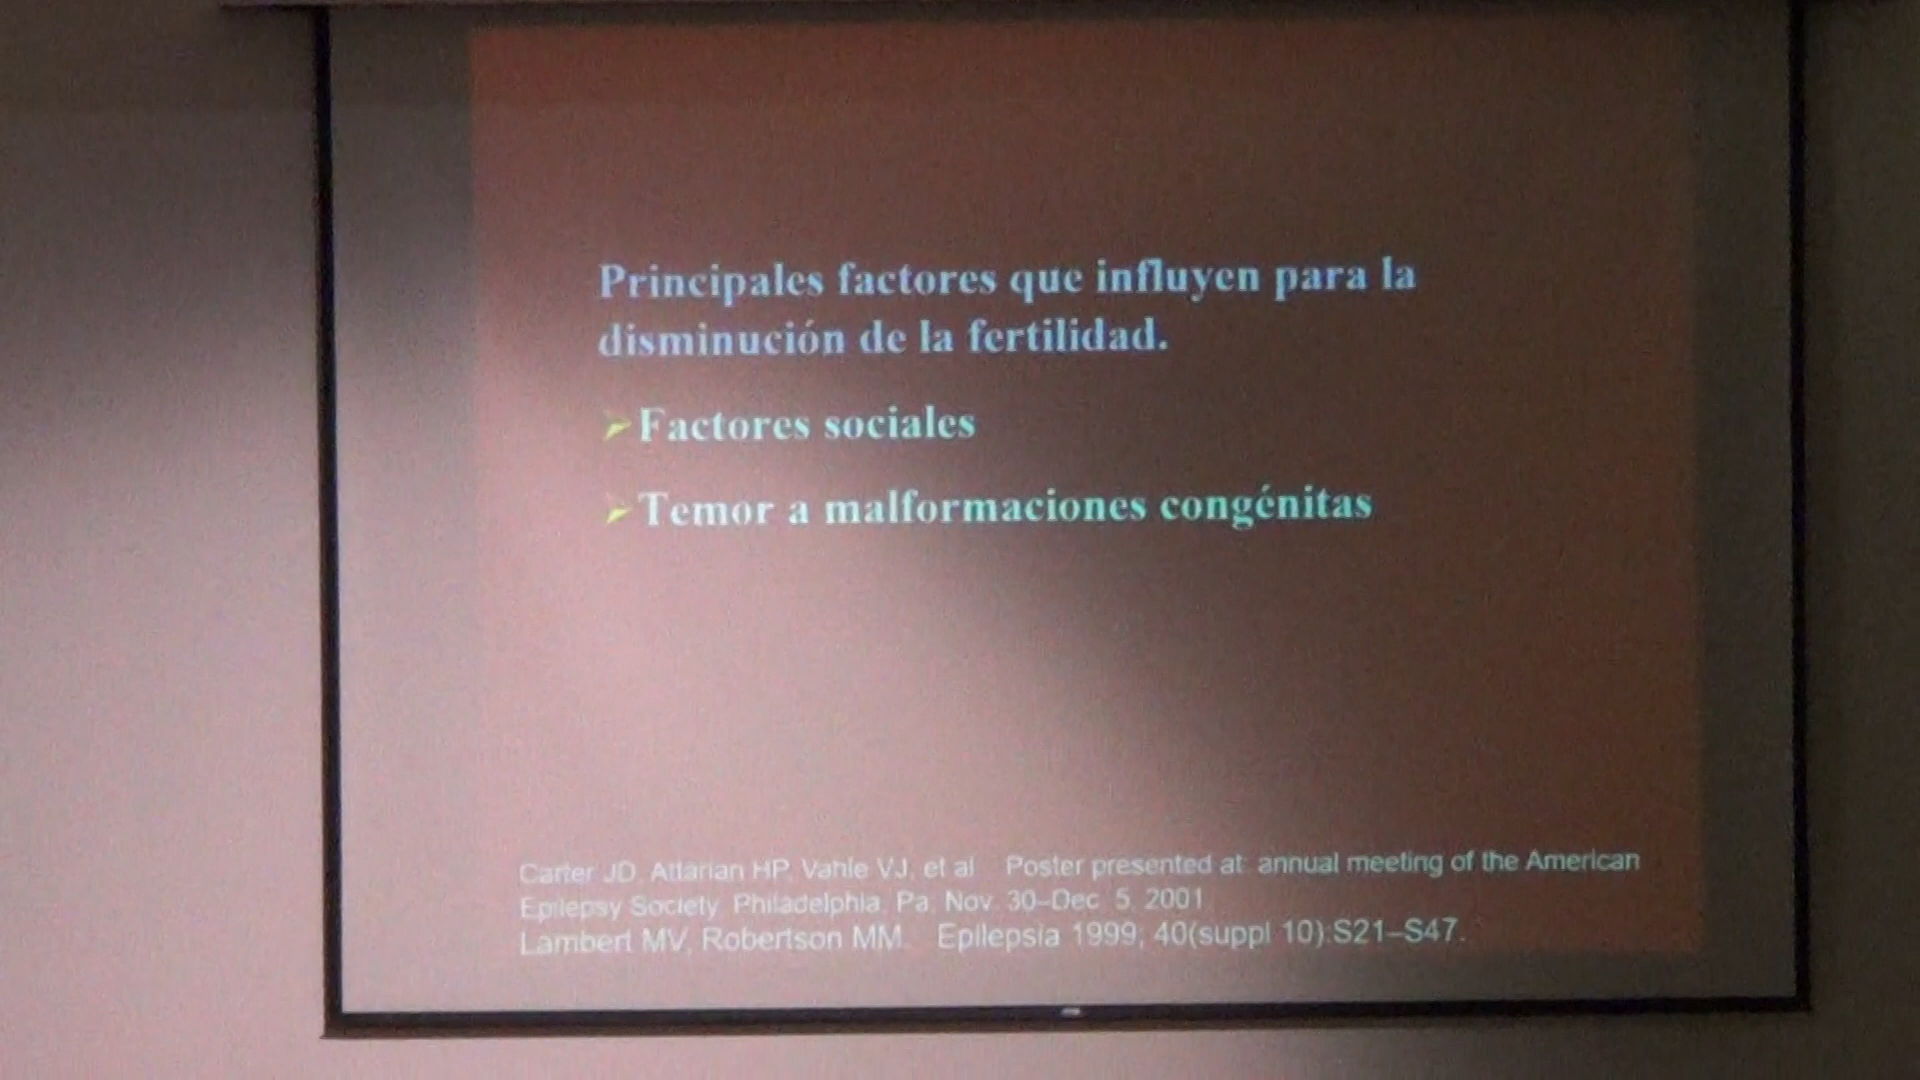 Principales factores que influyen para la
disminución de la fertilidad.
➢Factores sociales
➢Temor a malformaciones congénitas
Carter JD, Attarian HP, Vahle VJ, et al Poster presented at: annual meeting of the American
Epilepsy Society. Philadelphia, Pa; Nov. 30–Dec. 5, 2001
Lambert MV, Robertson MM. Epilepsia 1999; 40(suppl 10):S21–S47.